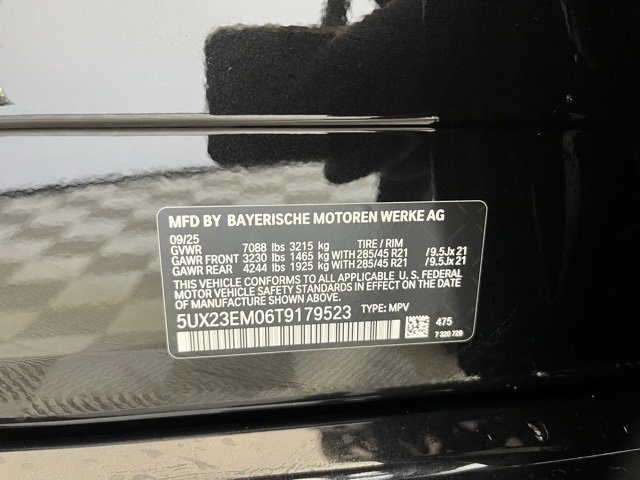 MFD BY BAYERISCHE MOTOREN WERKE AG
09/25
GVWR 7088 lbs 3215 kg TIRE / RIM
GAWR FRONT 3230 lbs 1465 kg WITH 285/45 R21 /9.5Jx21
GAWR REAR 4244 lbs 1925 kg WITH 285/45 R21 /9.5Jx21
THIS VEHICLE CONFORMS TO ALL APPLICABLE U. S. FEDERAL
MOTOR VEHICLE SAFETY STANDARDS IN EFFECT ON THE DATE
OF MANUFACTURE SHOWN ABOVE.
5UX23EM06T9179523 TYPE: MPV
475
7 320 729